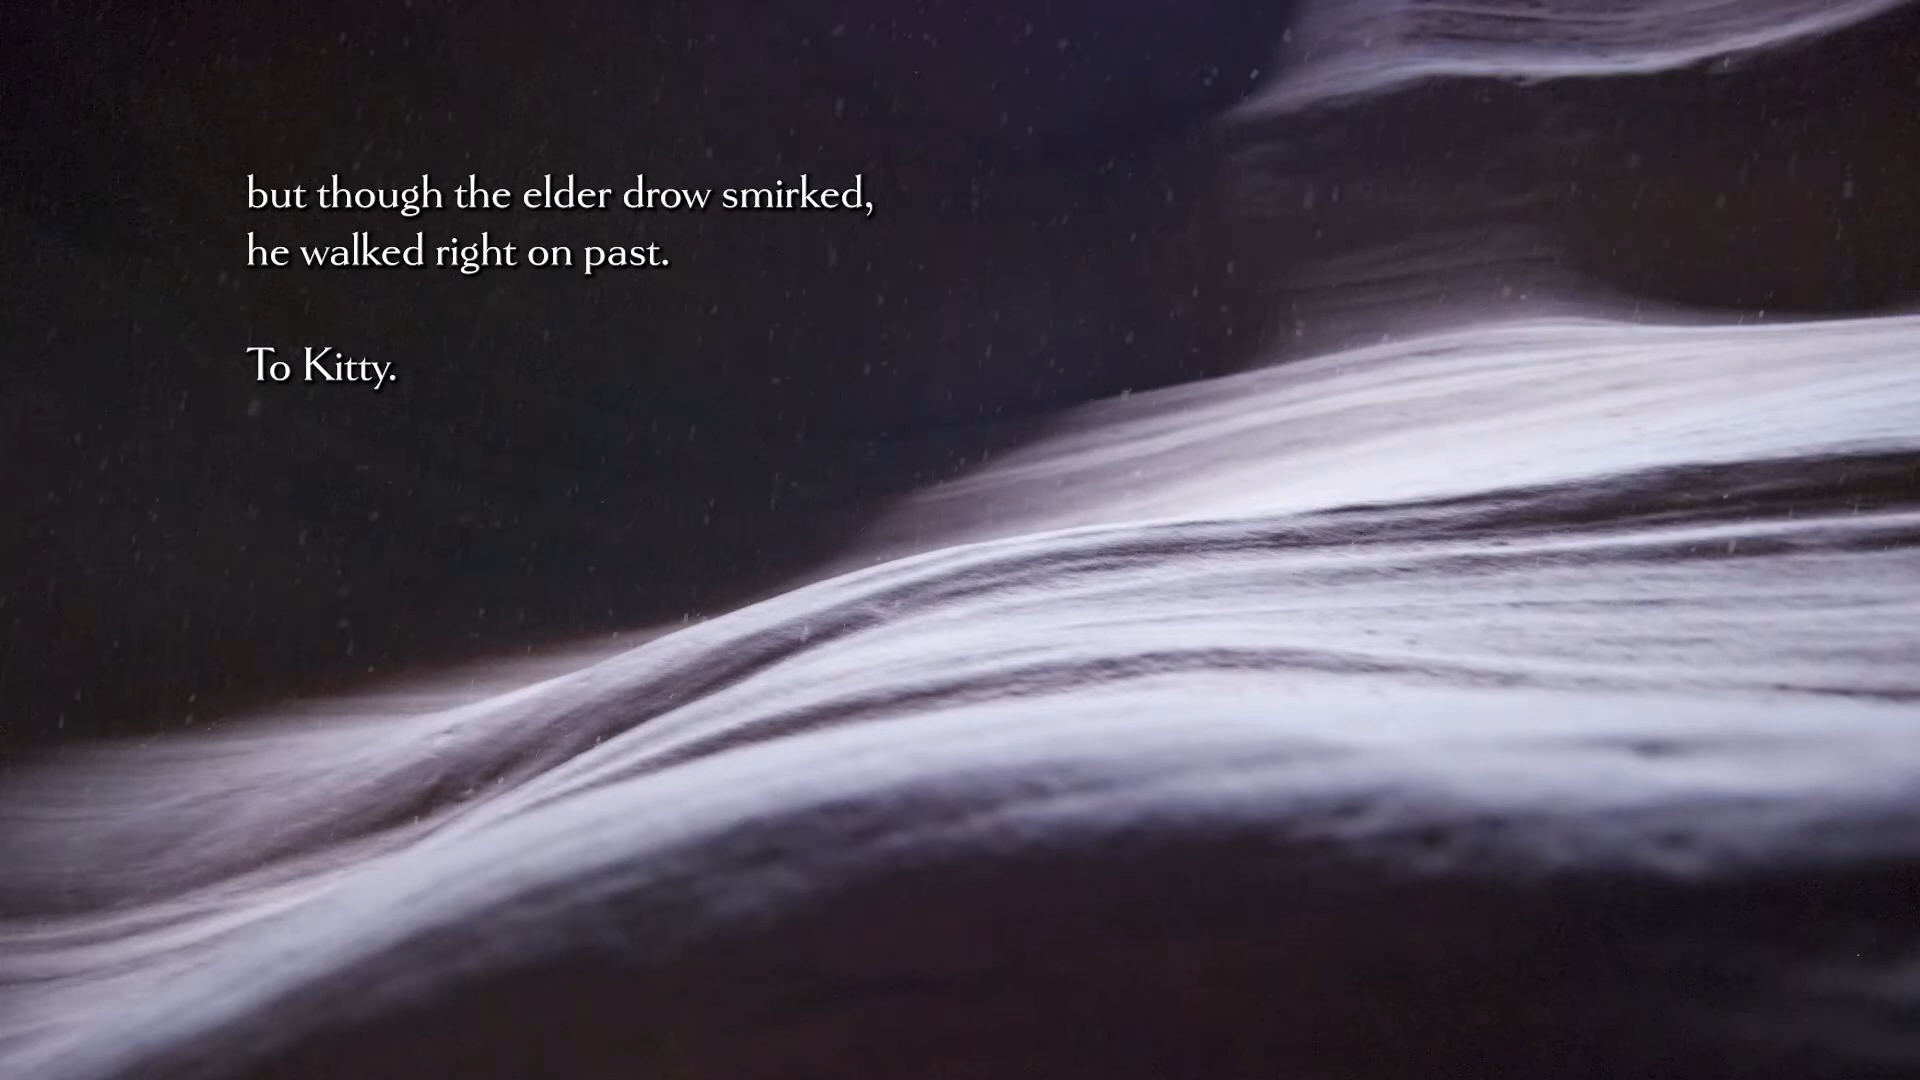 but though the elder drow smirked,
he walked right on past.
To Kitty.